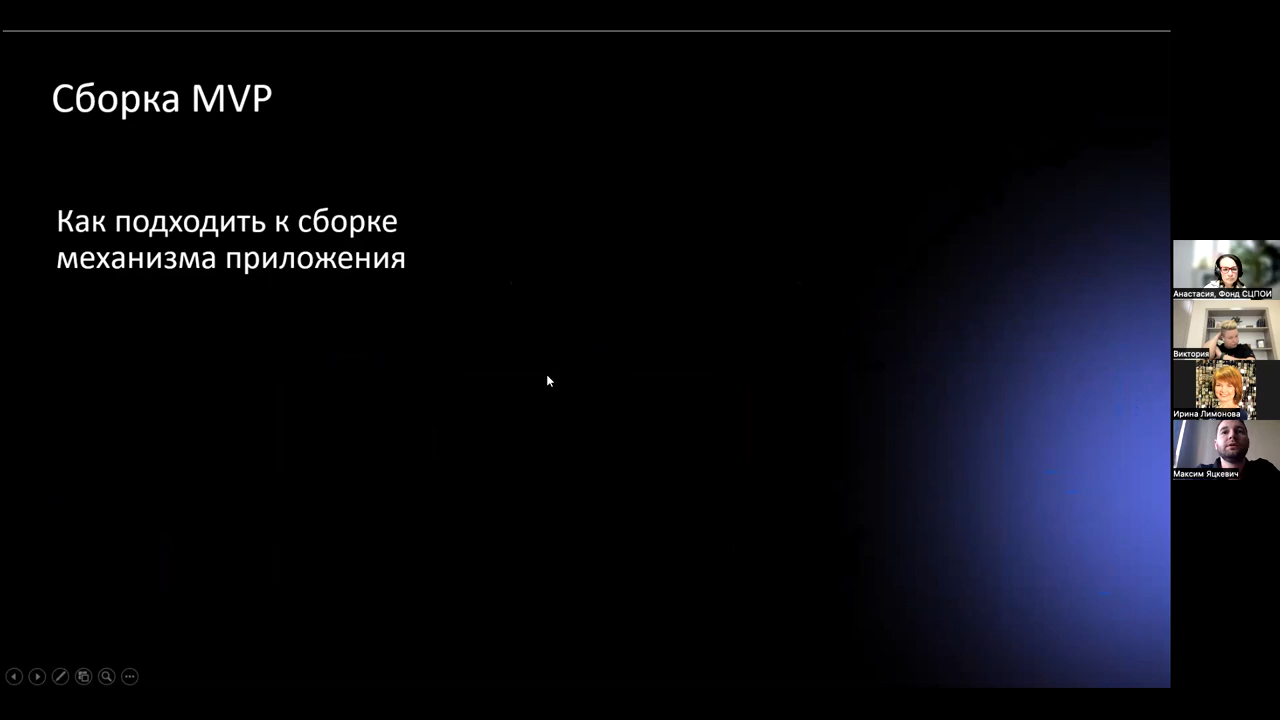 Сборка MVP
Как подходить к сборке
механизма приложения
Анастасия, Фонд СЦПОИ
Виктория
Ирина Лимонова
Максим Яцкевич